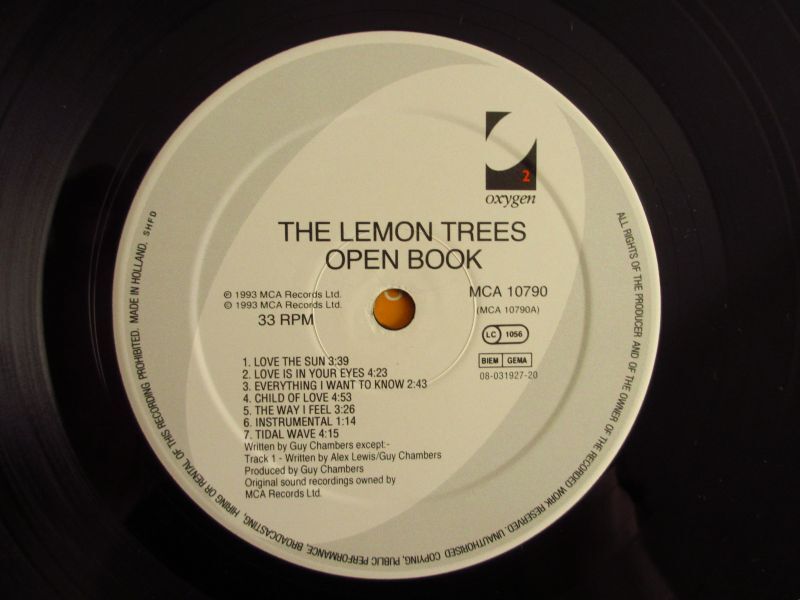 2
oxygen
THE LEMON TREES
OPEN BOOK
℗ 1993 MCA Records Ltd.
© 1993 MCA Records Ltd.
33 RPM
MCA 10790
(MCA 10790A)
LC 1056
BIEM GEMA
08-031927-20
1. LOVE THE SUN 3:39
2. LOVE IS IN YOUR EYES 4:23
3. EVERYTHING I WANT TO KNOW 2:43
4. CHILD OF LOVE 4:53
5. THE WAY I FEEL 3:26
6. INSTRUMENTAL 1:14
7. TIDAL WAVE 4:15
Written by Guy Chambers except:-
Track 1 - Written by Alex Lewis/Guy Chambers
Produced by Guy Chambers
Original sound recordings owned by
MCA Records Ltd.
ALL RIGHTS OF THE PRODUCER AND OF THE OWNER OF THE RECORDED WORK RESERVED. UNAUTHORISED COPYING, PUBLIC PERFORMANCE, BROADCASTING, HIRING OR RENTAL OF THIS RECORDING PROHIBITED. MADE IN HOLLAND. SHFD